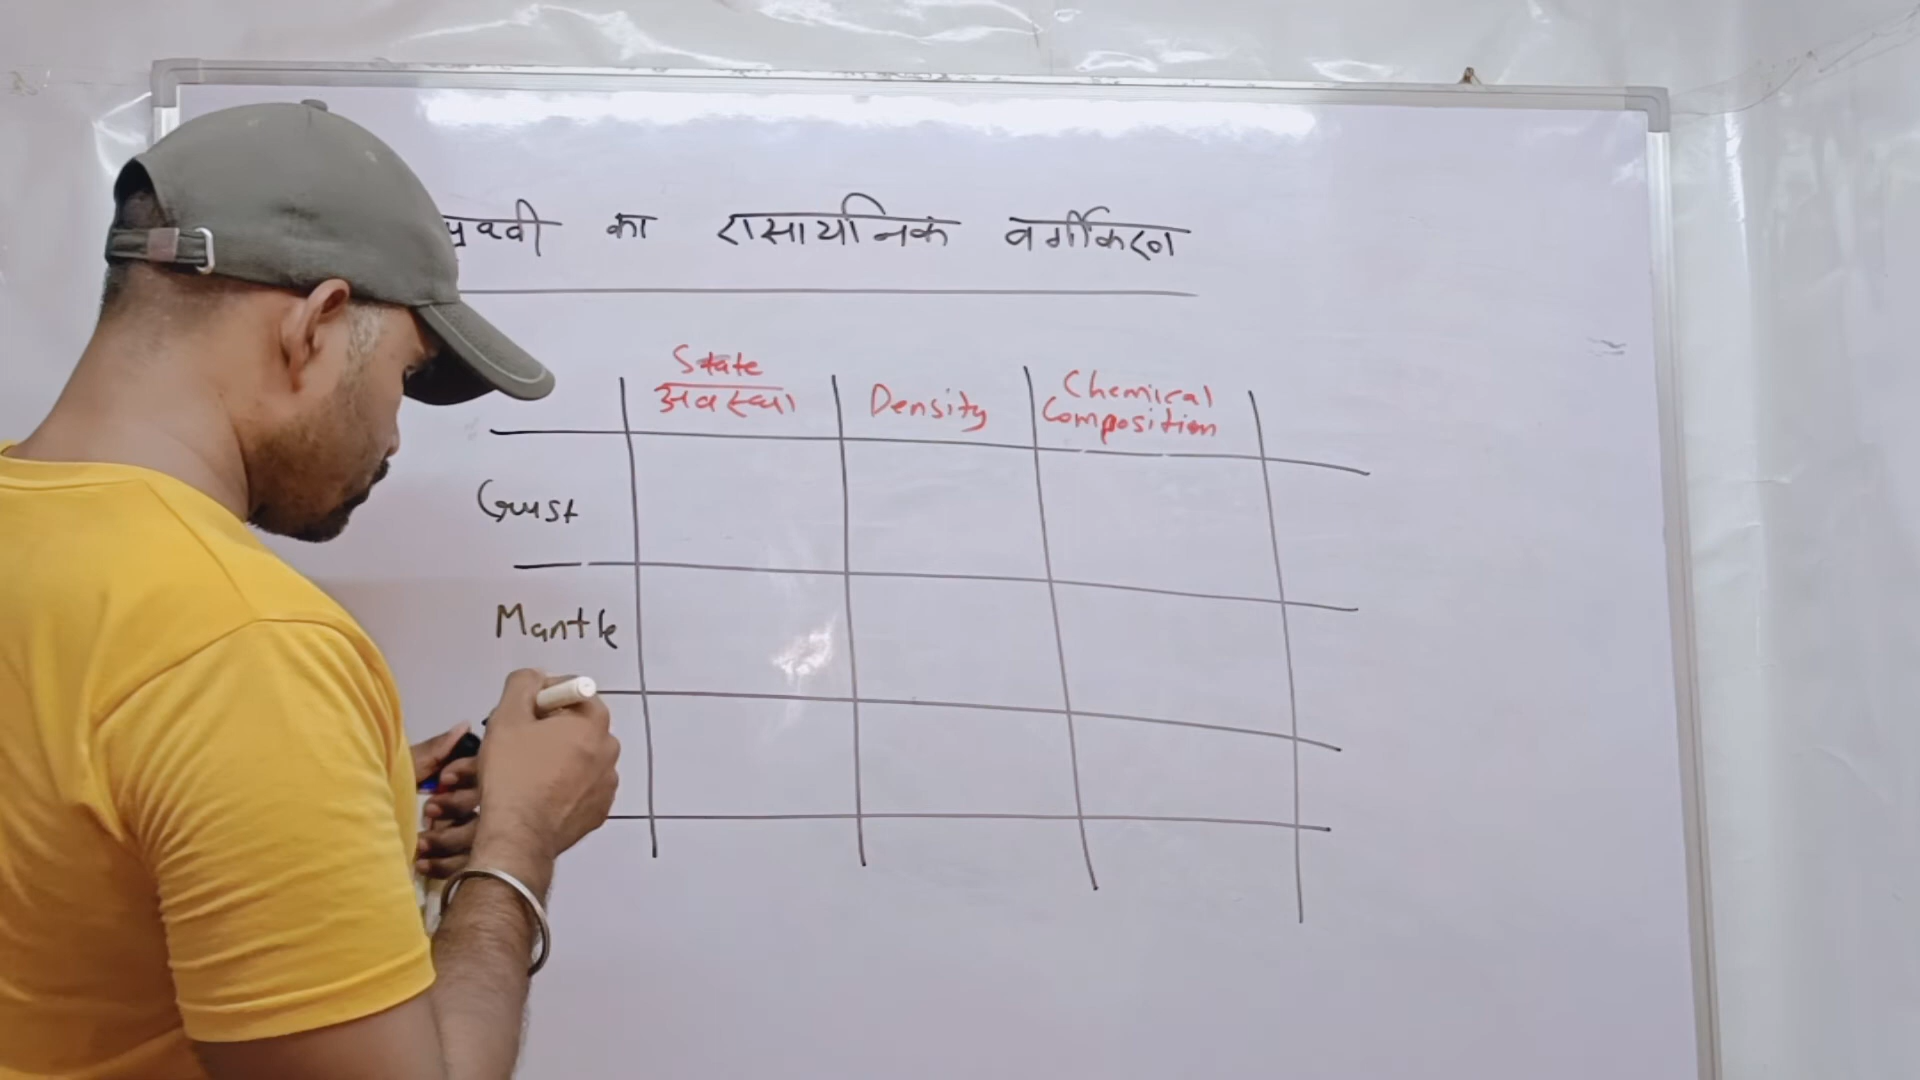 पृथ्वी का रासायनिक वर्गीकरण
State
अवस्था
Density
Chemical
Composition
Crust
Mantle